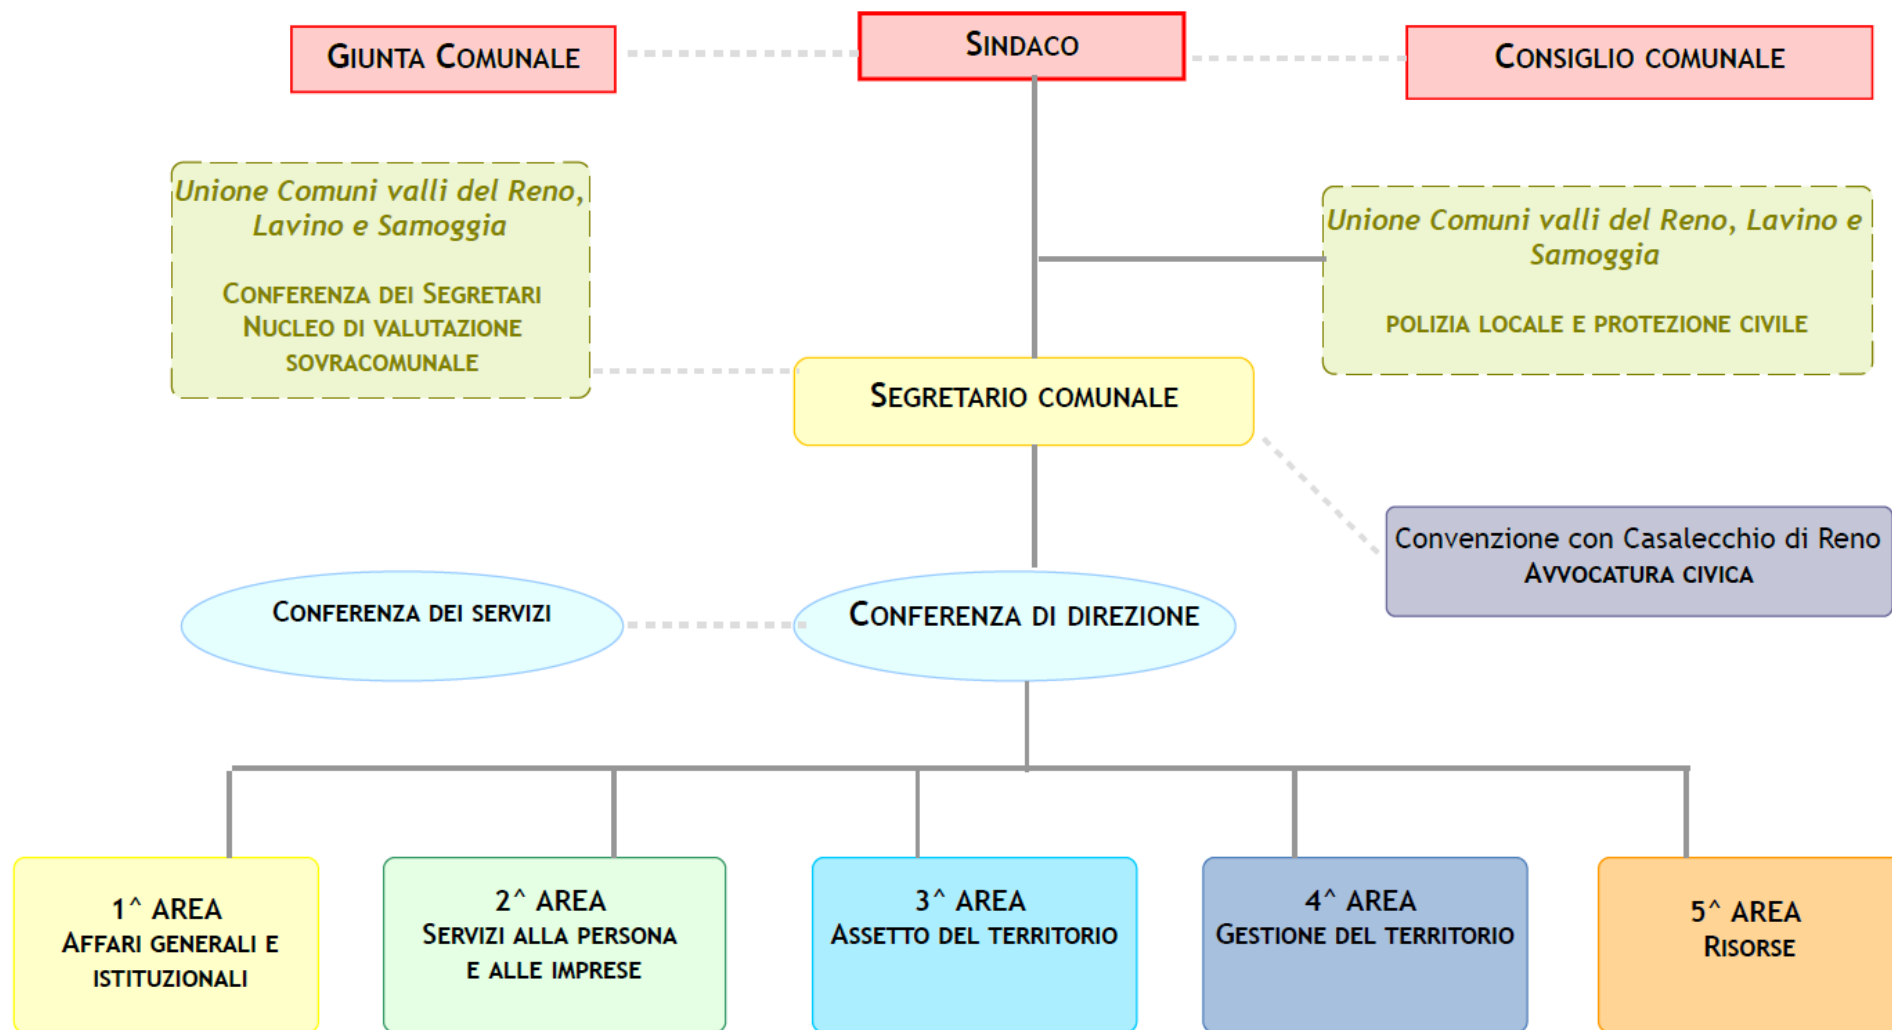 GIUNTA COMUNALE
SINDACO
CONSIGLIO COMUNALE
Unione Comuni valli del Reno,
Lavino e Samoggia
CONFERENZA DEI SEGRETARI
NUCLEO DI VALUTAZIONE
SOVRACOMUNALE
Unione Comuni valli del Reno, Lavino e
Samoggia
POLIZIA LOCALE E PROTEZIONE CIVILE
SEGRETARIO COMUNALE
Convenzione con Casalecchio di Reno
AVVOCATURA CIVICA
CONFERENZA DEI SERVIZI
CONFERENZA DI DIREZIONE
1^ AREA
AFFARI GENERALI E
ISTITUZIONALI
2^ AREA
SERVIZI ALLA PERSONA
E ALLE IMPRESE
3^ AREA
ASSETTO DEL TERRITORIO
4^ AREA
GESTIONE DEL TERRITORIO
5^ AREA
RISORSE